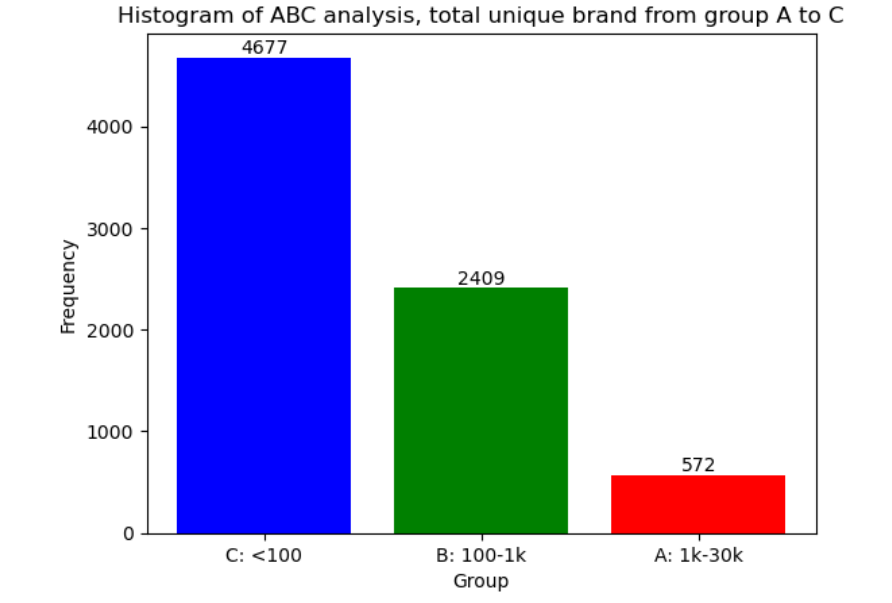 Histogram of ABC analysis, total unique brand from group A to C
4677
2409
572
4000
3000
2000
1000
0
Frequency
C: <100
B: 100-1k
A: 1k-30k
Group